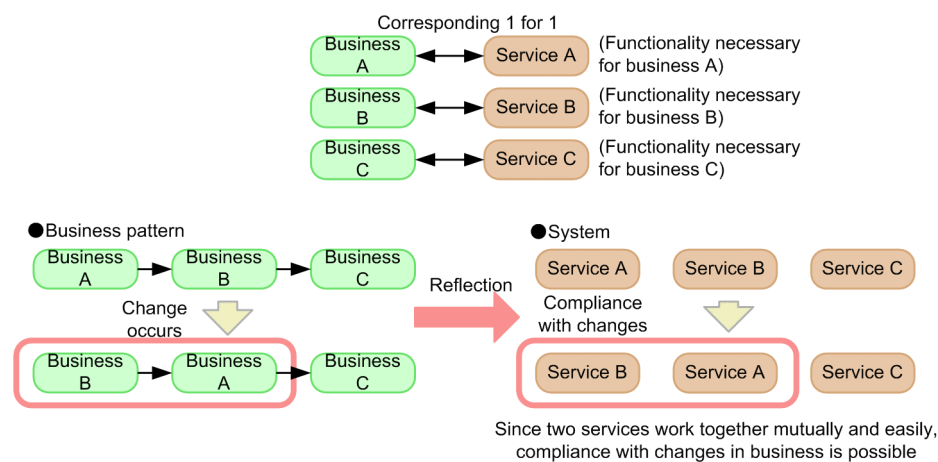 Corresponding 1 for 1
Business
A
Service A
(Functionality necessary
for business A)
Business
B
Service B
(Functionality necessary
for business B)
Business
C
Service C
(Functionality necessary
for business C)
●Business pattern
Business
A
Business
B
Business
C
Change
occurs
Business
B
Business
A
Business
C
Reflection
●System
Service A
Service B
Service C
Compliance
with changes
Service B
Service A
Service C
Since two services work together mutually and easily,
compliance with changes in business is possible